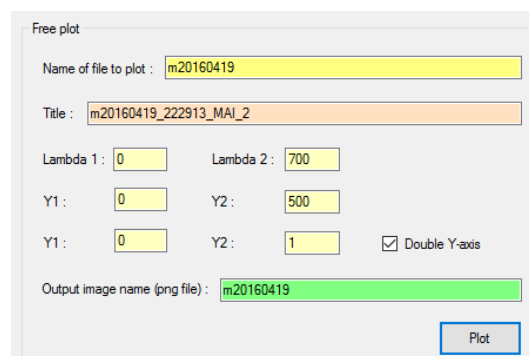 Free plot
Name of file to plot : m20160419
Title : m20160419_222913_MAI_2
Lambda 1 : 0 Lambda 2 : 700
Y1 : 0 Y2 : 500
Y1 : 0 Y2 : 1 Double Y-axis
Output image name (png file) : m20160419
Plot